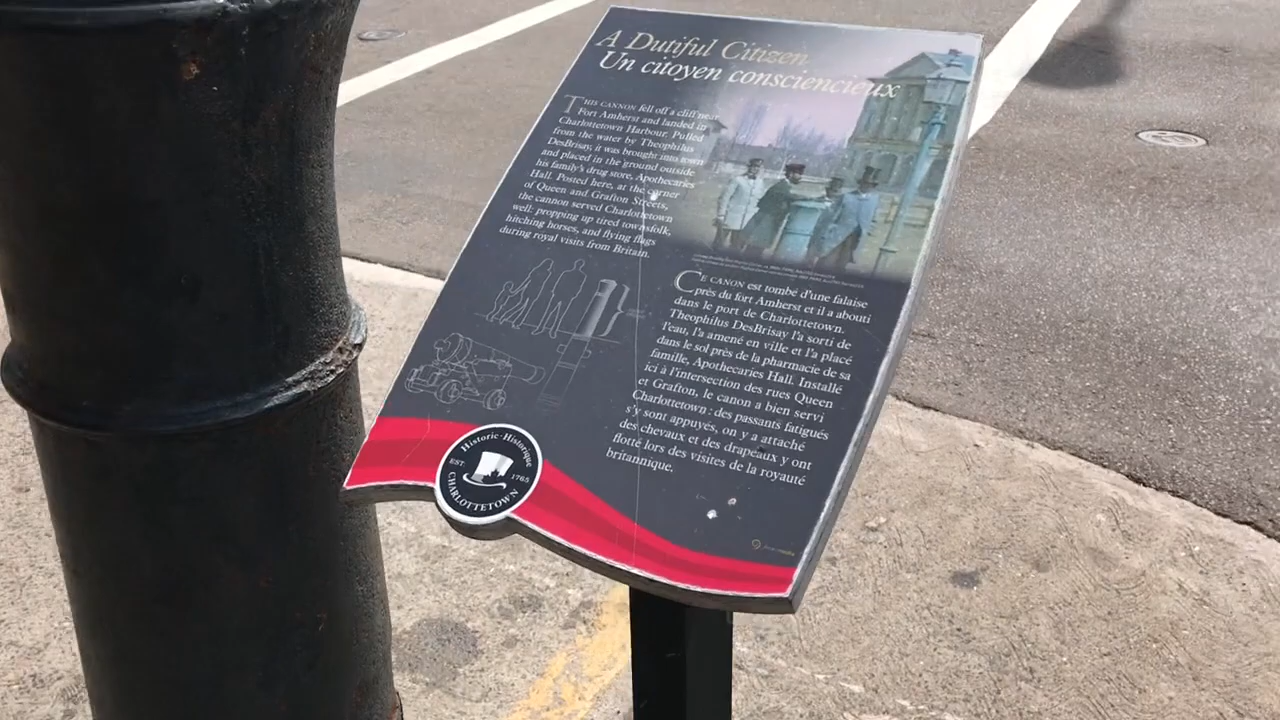 A Dutiful Citizen
Un citoyen consciencieux
THIS CANNON fell off a cliff near
Fort Amherst and landed in
Charlottetown Harbour. Pulled
from the water by Theophilus
DesBrisay, it was brought into town
and placed in the ground outside
his family's drug store, Apothecaries
Hall. Posted here, at the corner
of Queen and Grafton Streets,
the cannon served Charlottetown
well: propping up tired townsfolk,
hitching horses, and flying flags
during royal visits from Britain.
CE CANON est tombé d'une falaise
près du fort Amherst et il a abouti
dans le port de Charlottetown.
Theophilus DesBrisay l'a sorti de
l'eau, l'a amené en ville et l'a placé
dans le sol près de la pharmacie de sa
famille, Apothecaries Hall. Installé
ici à l'intersection des rues Queen
et Grafton, le canon a bien servi
Charlottetown : des passants fatigués
s'y sont appuyés, on y a attaché
des chevaux et des drapeaux y ont
flotté lors des visites de la royauté
britannique.
Historic·Historique
EST. 1765
CHARLOTTETOWN